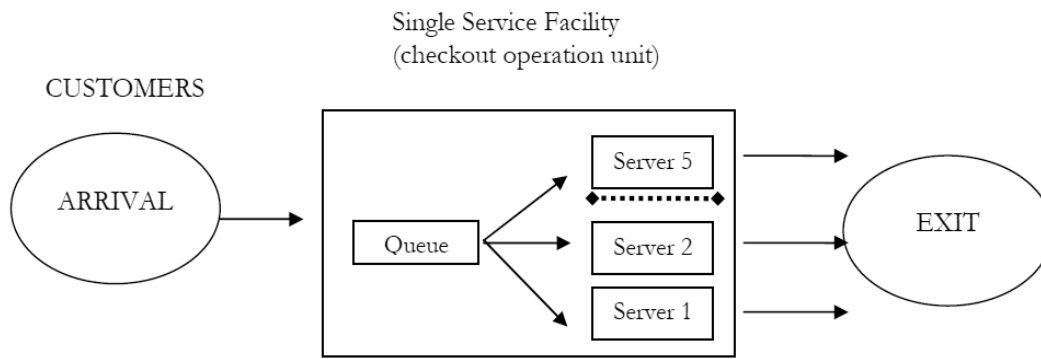 Single Service Facility
(checkout operation unit)
CUSTOMERS
ARRIVAL
Queue
Server 5
Server 2
Server 1
EXIT